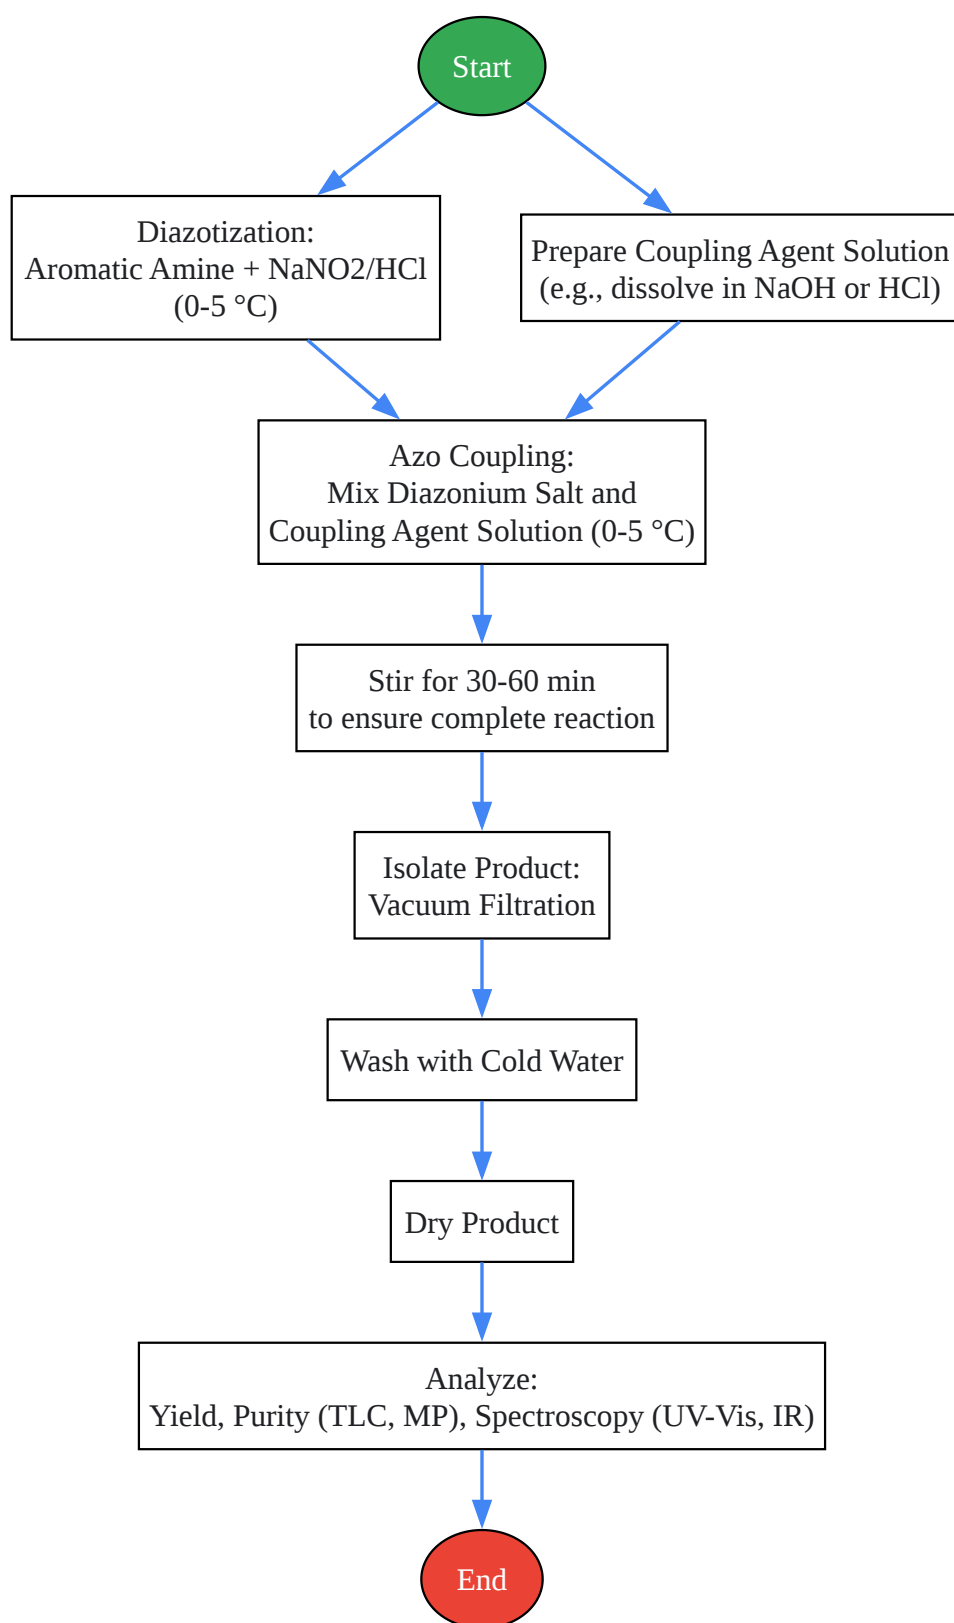 Start
Diazotization:
Aromatic Amine + NaNO2/HCl
(0-5 °C)
Prepare Coupling Agent Solution
(e.g., dissolve in NaOH or HCl)
Azo Coupling:
Mix Diazonium Salt and
Coupling Agent Solution (0-5 °C)
Stir for 30-60 min
to ensure complete reaction
Isolate Product:
Vacuum Filtration
Wash with Cold Water
Dry Product
Analyze:
Yield, Purity (TLC, MP), Spectroscopy (UV-Vis, IR)
End